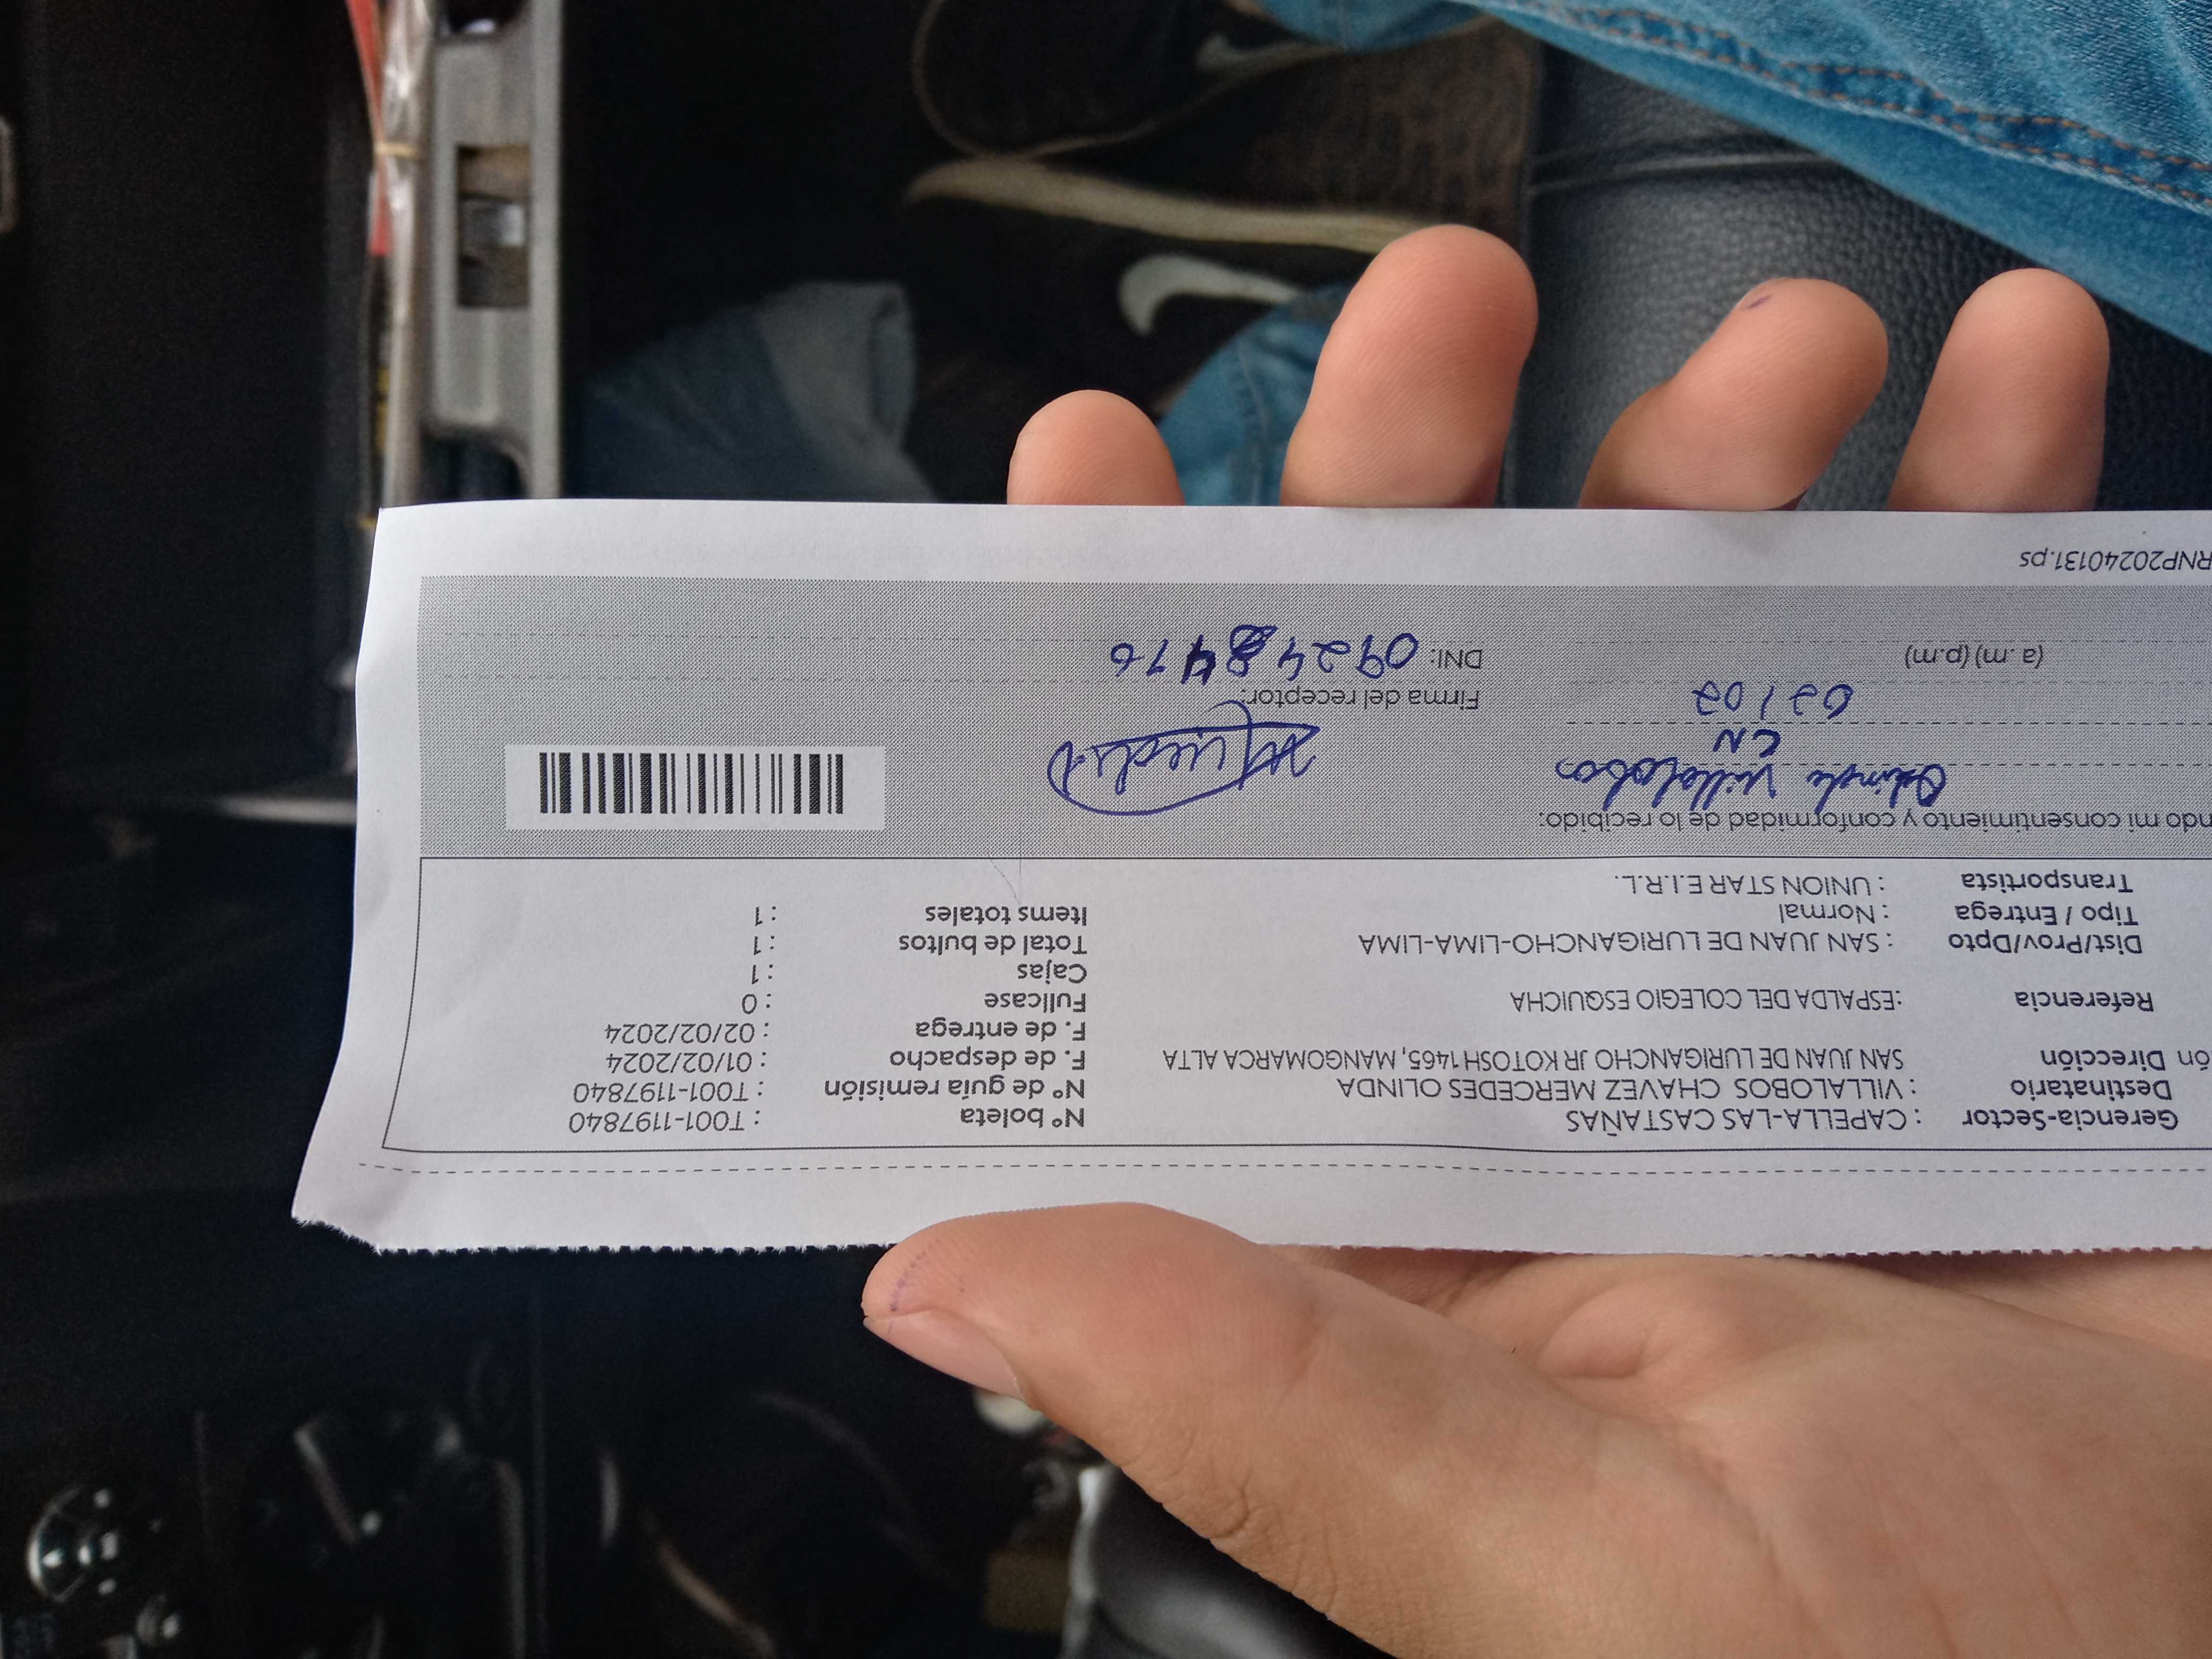 Gerencia-Sector : CAPELLA-LAS CASTAÑAS Nº boleta : T001-1197840
Destinatario : VILLALOBOS CHAVEZ MERCEDES OLINDA Nº de guía remisión : T001-1197840
ón Dirección SAN JUAN DE LURIGANCHO JR KOTOSH 1465, MANGOMARCA ALTA F. de despacho : 01/02/2024
F. de entrega : 02/02/2024
Referencia :ESPALDA DEL COLEGIO ESQUICHA Fullcase : 0
Cajas : 1
Dist/Prov/Dpto : SAN JUAN DE LURIGANCHO-LIMA-LIMA Total de bultos : 1
Tipo / Entrega : Normal Items totales : 1
Transportista : UNION STAR E.I.R.L.
ndo mi consentimiento y conformidad de lo recibido:
Olinda Villalobos
CN
02/02 Firma del receptor:
(a.m) (p.m) DNI:
RNP20240131.ps